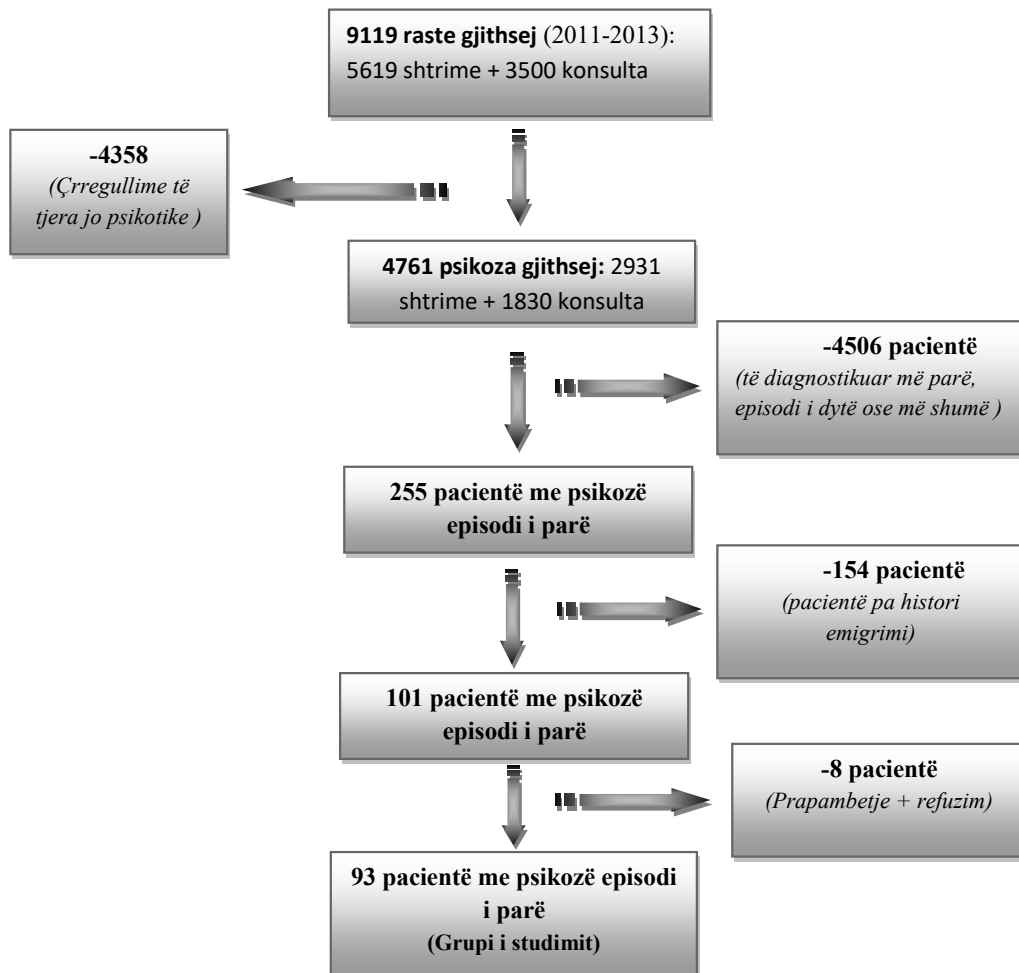 9119 raste gjithsej (2011-2013):
5619 shtrime + 3500 konsulta
-4358
(Çrregullime të
tjera jo psikotike )
4761 psikoza gjithsej: 2931
shtrime + 1830 konsulta
-4506 pacientë
(të diagnostikuar më parë,
episodi i dytë ose më shumë )
255 pacientë me psikozë
episodi i parë
-154 pacientë
(pacientë pa histori
emigrimi)
101 pacientë me psikozë
episodi i parë
-8 pacientë
(Prapambetje + refuzim)
93 pacientë me psikozë episodi
i parë
(Grupi i studimit)